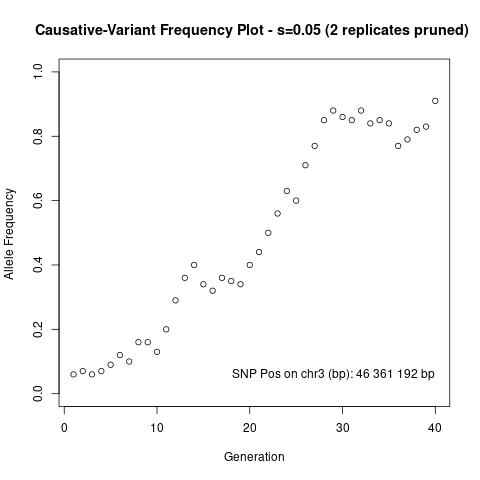 Causative-Variant Frequency Plot - s=0.05 (2 replicates pruned)
1.0
0.8
0.6
0.4
0.2
0.0
Allele Frequency
SNP Pos on chr3 (bp): 46 361 192 bp
0 10 20 30 40
Generation